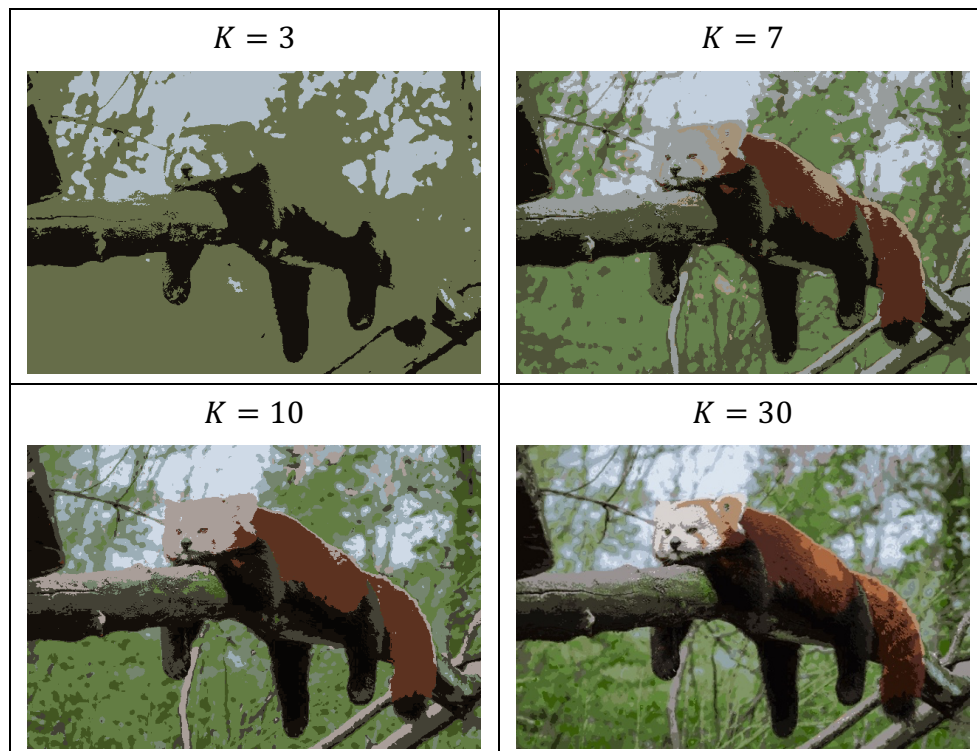 K = 3
K = 7
K = 10
K = 30